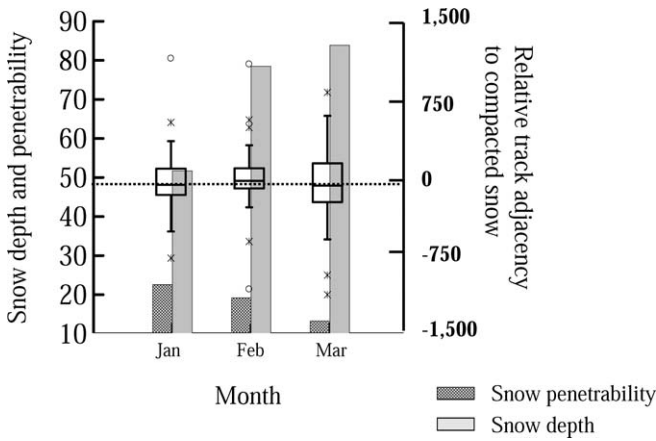 Snow depth and penetrability
90
80
70
60
50
40
30
20
10
Jan
Feb
Mar
Month
1,500
750
0
-750
-1,500
Relative track adjacency
to compacted snow
Snow penetrability
Snow depth